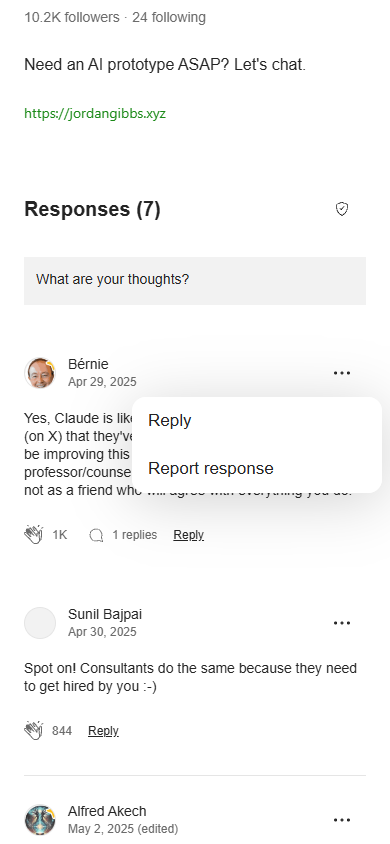 10.2K followers · 24 following
Need an AI prototype ASAP? Let's chat.
https://jordangibbs.xyz
Responses (7)
What are your thoughts?
Bérnie
Apr 29, 2025
Yes, Claude is
(on X) that they've
be improving this
Reply
Report response
not as a friend who will agree with everything you do.
1K
1 replies
Reply
Sunil Bajpai
Apr 30, 2025
Spot on! Consultants do the same because they need
to get hired by you :-)
844
Reply
Alfred Akech
May 2, 2025 (edited)